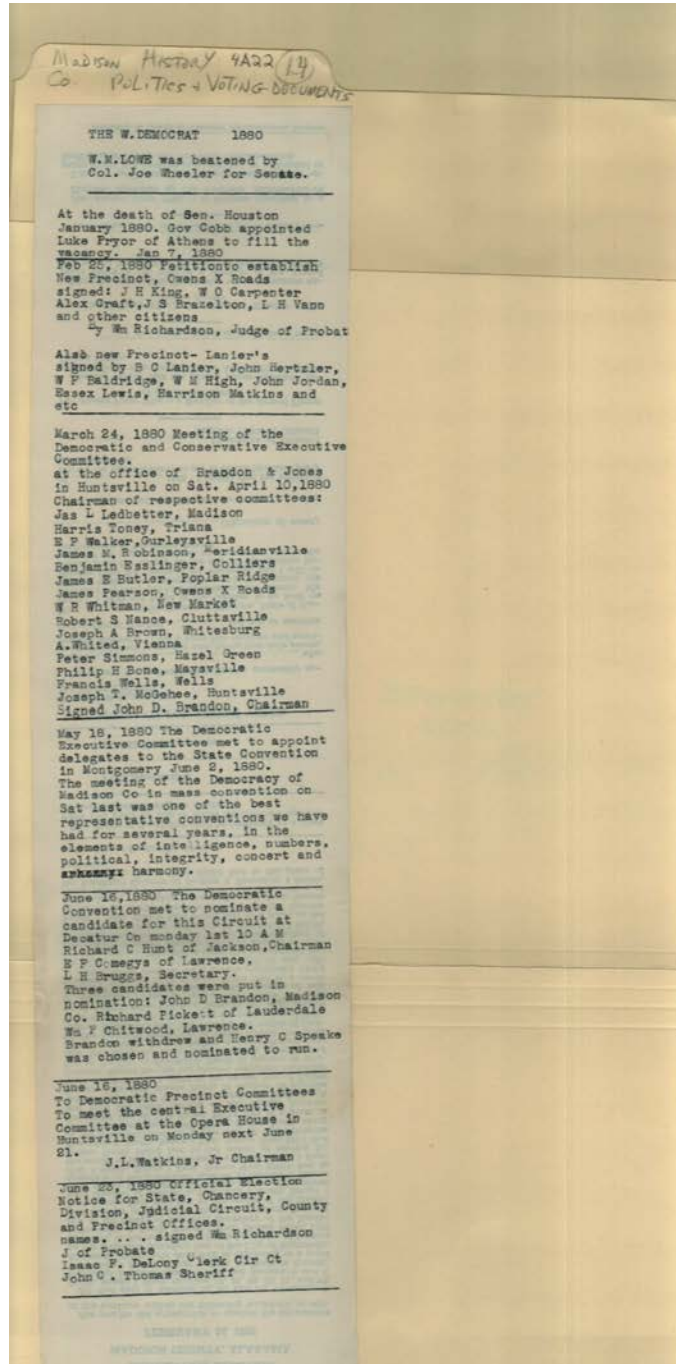 MADISON HISTORY 4A22 14
Co. POLITICS & VOTING DOCUMENTS
THE W.DEMOCRAT 1880
W.M.LOWE was beatened by
Col. Joe Wheeler for Senate.
At the death of Sen. Houston
January 1880. Gov Cobb appointed
Luke Pryor of Athens to fill the
vacancy. Jan 7, 1880
Feb 25, 1880 Petitionto establish
New Precinct, Owens X Roads
signed: J H King, W O Carpenter
Alex Craft,J S Brazelton, L H Vann
and other citizens
By Wm Richardson, Judge of Probat
Also new Precinct- Lanier's
signed by B C Lanier, John Hertzler,
W F Baldridge, W M High, John Jordan,
Essex Lewis, Harrison Matkins and
etc
March 24, 1880 Meeting of the
Democratic and Conservative Executive
Committee.
at the office of Brandon & Jones
in Huntsville on Sat. April 10,1880
Chairman of respective committees:
Jas L Ledbetter, Madison
Harris Toney, Triana
E P Walker,Gurleysville
James M. Robinson, Meridianville
Benjamin Esslinger, Colliers
James E Butler, Poplar Ridge
James Pearson, Owens X Roads
W R Whitman, New Market
Robert S Nance, Cluttsville
Joseph A Brown, Whitesburg
A.Whited, Vienna
Peter Simmons, Hazel Green
Philip H Bone, Maysville
Francis Wells, Wells
Joseph T. McGehee, Huntsville
Signed John D. Brandon, Chairman
May 18, 1880 The Democratic
Executive Committee met to appoint
delegates to the State Convention
in Montgomery June 2, 1880.
The meeting of the Democracy of
Madison Co in mass convention on
Sat last was one of the best
representative conventions we have
had for several years, in the
elements of intelligence, numbers,
political, integrity, concert and
harmony.
June 16,1880 The Democratic
Convention met to nominate a
candidate for this Circuit at
Decatur On monday 1st 10 A M
Richard C Hunt of Jackson,Chairman
E P Comegys of Lawrence,
L H Bruggs, Secretary.
Three candidates were put in
nomination: John D Brandon, Madison
Co. Richard Pickett of Lauderdale
Wm P Chitwood, Lawrence.
Brandon withdrew and Henry C Speake
was chosen and nominated to run.
June 16, 1880
To Democratic Precinct Committees
To meet the central Executive
Committee at the Opera House in
Huntsville on Monday next June
21.
J.L.Watkins, Jr Chairman
June 23, 1880 Official Election
Notice for State, Chancery,
Division, Judicial Circuit, County
and Precinct Offices.
names. . . . signed Wm Richardson
J of Probate
Isaac F. DeLony Clerk Cir Ct
John C . Thomas Sheriff